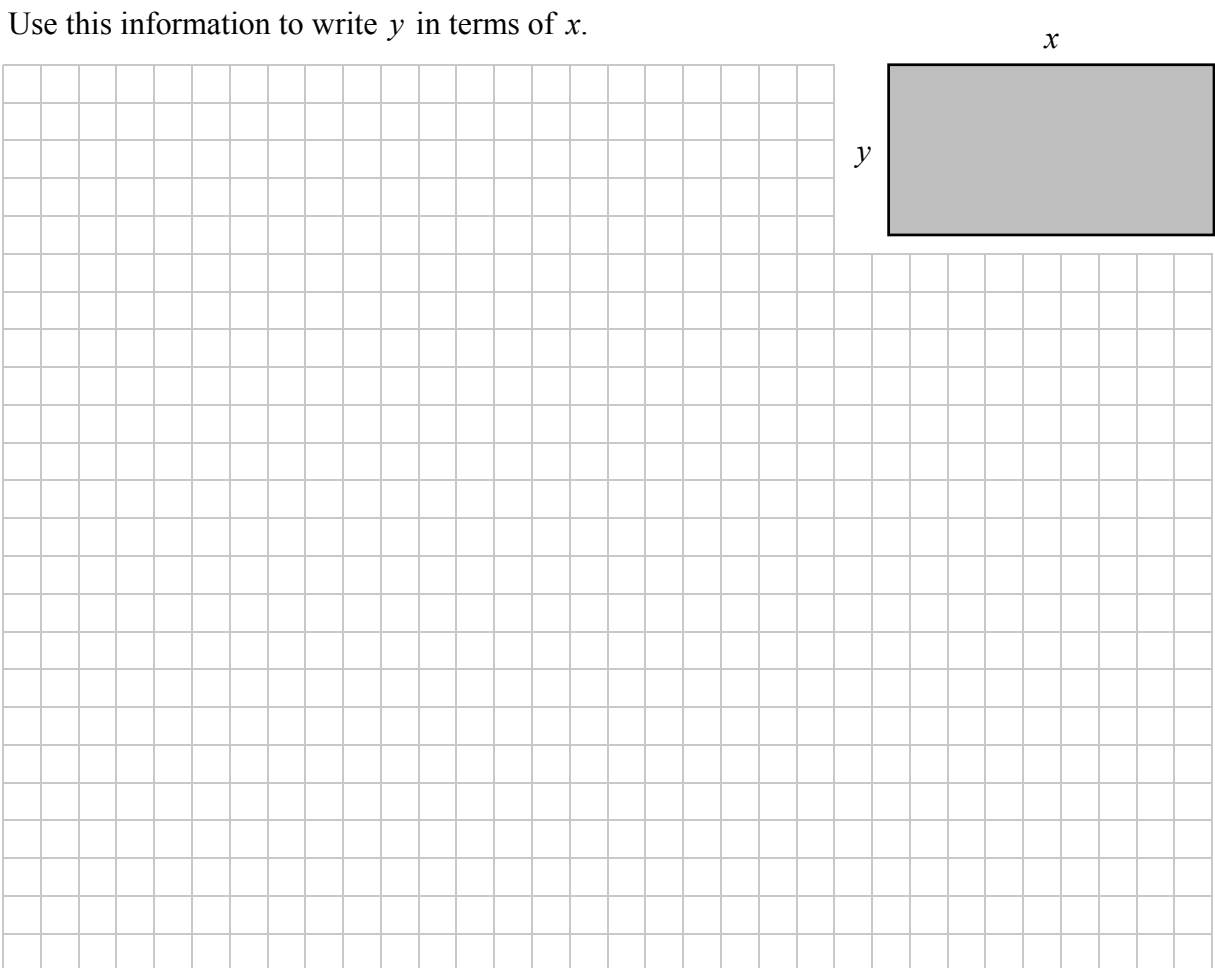 Use this information to write y in terms of x.
x
y